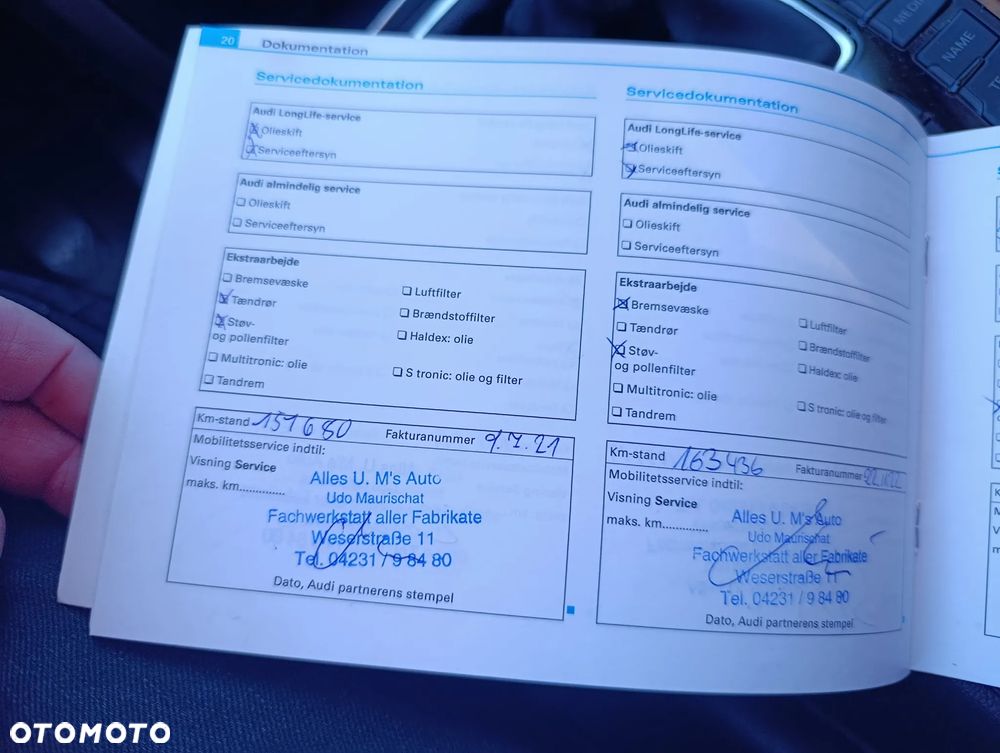 20 Dokumentation
Servicedokumentation
Audi LongLife-service
Olieskift
Serviceeftersyn
Audi almindelig service
Olieskift
Serviceeftersyn
Ekstraarbejde
Bremsevæske
Tændrør
Støv-
og pollenfilter
Multitronic: olie
Tandrem
Luftfilter
Brændstoffilter
Haldex: olie
S tronic: olie og filter
Km-stand 151680 Fakturanummer 9.7.21
Mobilitetsservice indtil:
Visning Service
maks. km..............
Alles U. M's Auto
Udo Maurischat
Fachwerkstatt aller Fabrikate
Weserstraße 11
Tel. 04231 / 9 84 80
Dato, Audi partnerens stempel
Servicedokumentation
Audi LongLife-service
Olieskift
Serviceeftersyn
Audi almindelig service
Olieskift
Serviceeftersyn
Ekstraarbejde
Bremsevæske
Tændrør
Støv-
og pollenfilter
Multitronic: olie
Tandrem
Luftfilter
Brændstoffilter
Haldex: olie
S tronic: olie og filter
Km-stand 163436 Fakturanummer
Mobilitetsservice indtil:
Visning Service
maks. km..............
Alles U. M's Auto
Udo Maurischat
Fachwerkstatt aller Fabrikate
Weserstraße 11
Tel. 04231 / 9 84 80
Dato, Audi partnerens stempel
NAME
OTOMOTO